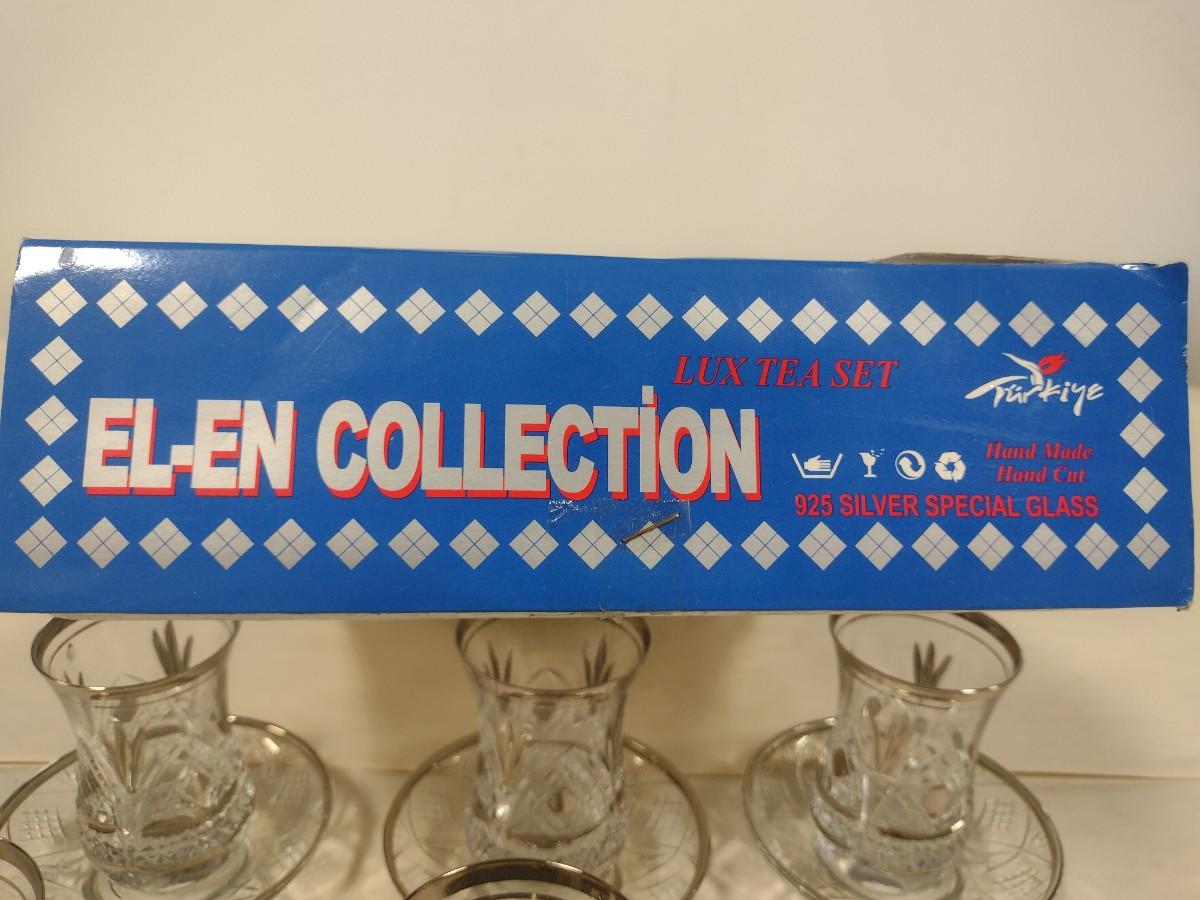 LUX TEA SET
Türkiye
EL-EN COLLECTİON
Hand Made
Hand Cut
925 SILVER SPECIAL GLASS